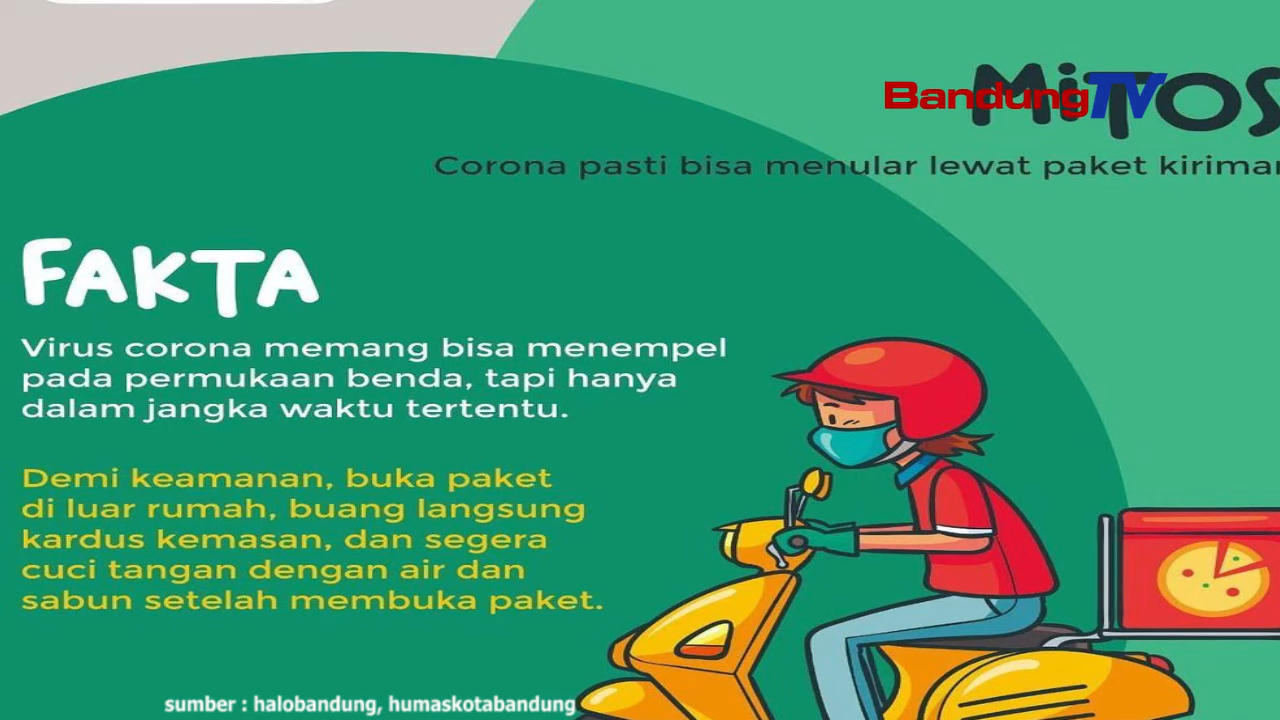 MiTOS
BandungTV
Corona pasti bisa menular lewat paket kiriman
FAKTA
Virus corona memang bisa menempel
pada permukaan benda, tapi hanya
dalam jangka waktu tertentu.
Demi keamanan, buka paket
di luar rumah, buang langsung
kardus kemasan, dan segera
cuci tangan dengan air dan
sabun setelah membuka paket.
sumber : halobandung, humaskotabandung